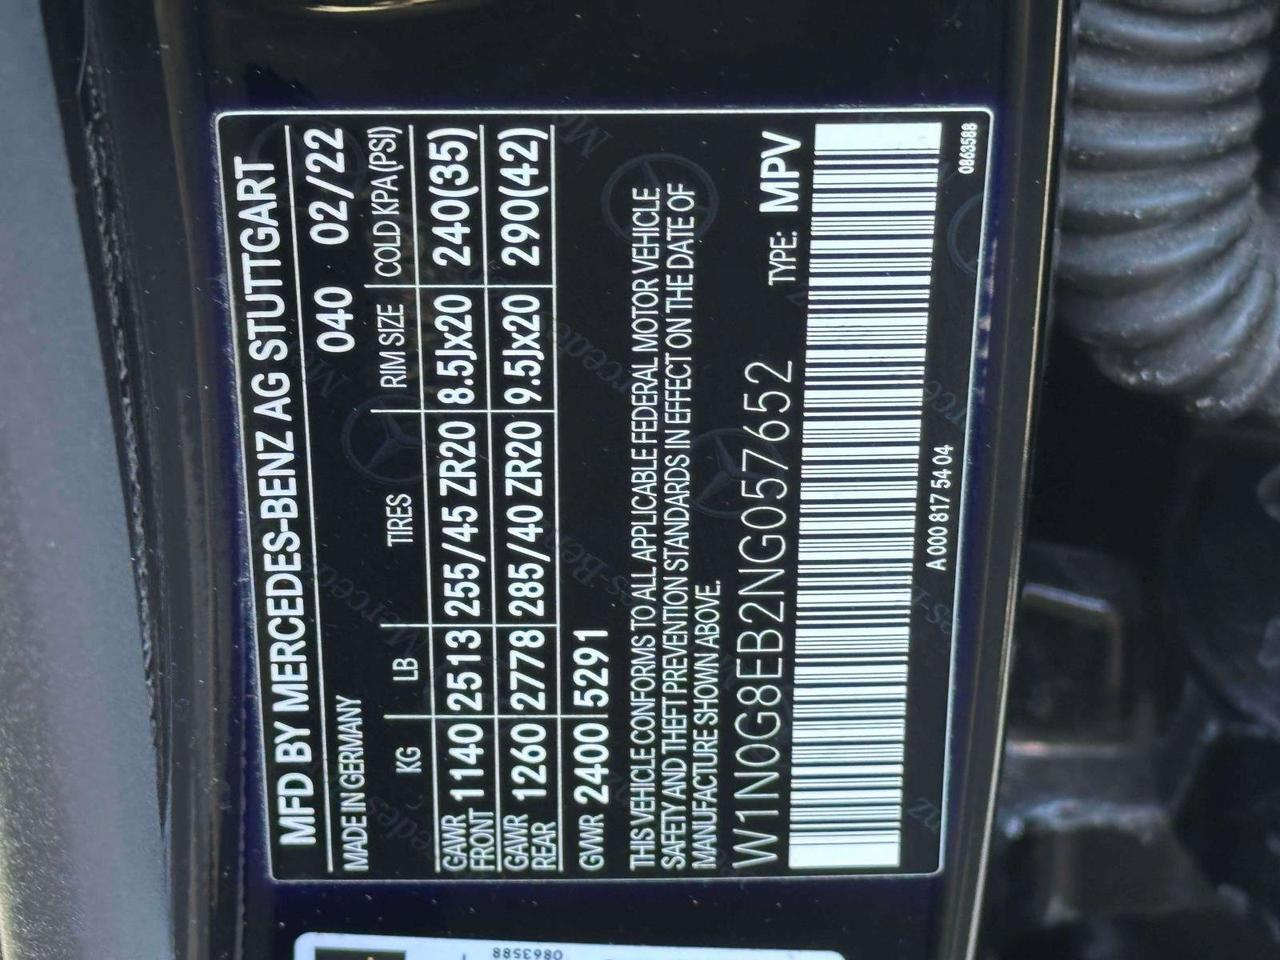 MFD BY MERCEDES-BENZ AG STUTTGART
MADE IN GERMANY 040 02/22
KG LB TIRES RIM SIZE COLD KPA(PSI)
GAWR FRONT 1140 2513 255/45 ZR20 8.5Jx20 240(35)
GAWR REAR 1260 2778 285/40 ZR20 9.5Jx20 290(42)
GVWR 2400 5291
THIS VEHICLE CONFORMS TO ALL APPLICABLE FEDERAL MOTOR VEHICLE
SAFETY AND THEFT PREVENTION STANDARDS IN EFFECT ON THE DATE OF
MANUFACTURE SHOWN ABOVE.
W1N0G8EB2NG057652 TYPE: MPV
A 000 817 54 04
0863588
0863588